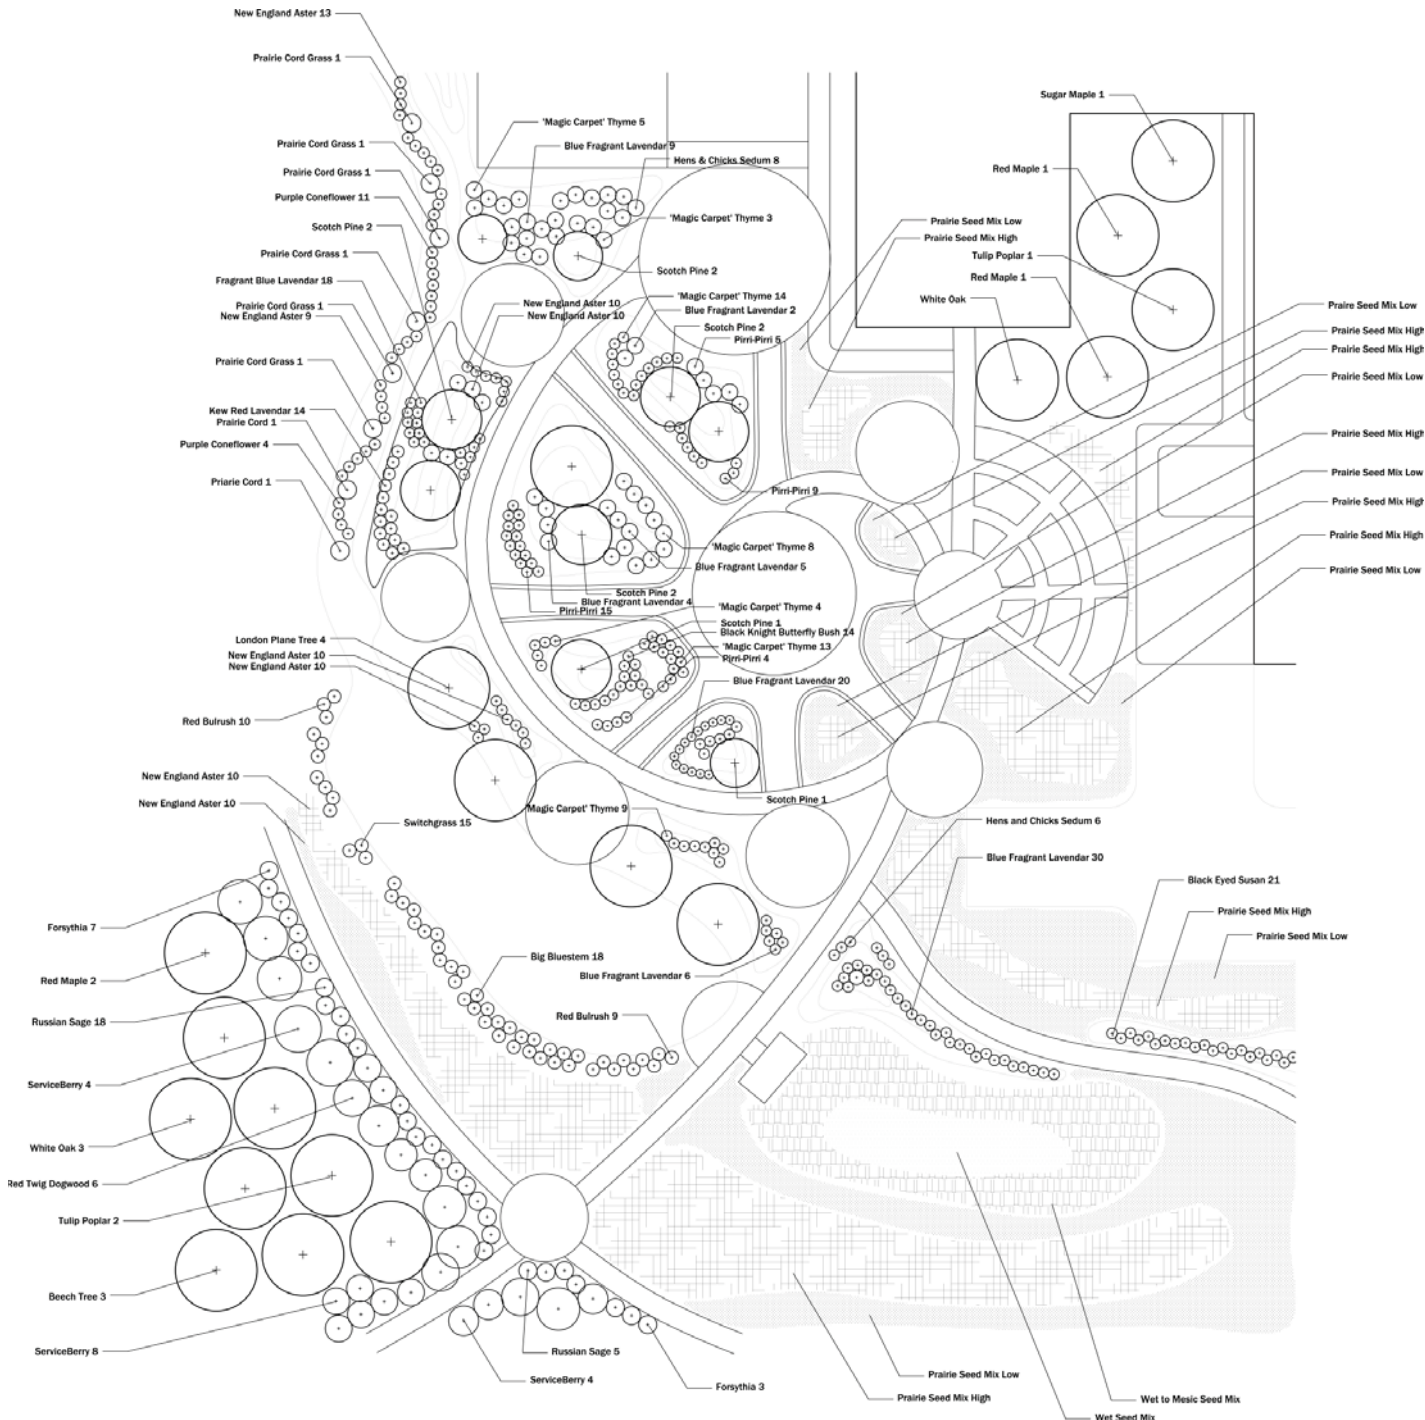 New England Aster 13
Prairie Cord Grass 1
Sugar Maple 1
'Magic Carpet' Thyme 5
Prairie Cord Grass 1
Blue Fragrant Lavendar 9
Hens & Chicks Sedum 8
Red Maple 1
Prairie Cord Grass 1
Purple Coneflower 11
'Magic Carpet' Thyme 3
Prairie Seed Mix Low
Scotch Pine 2
Prairie Seed Mix High
Prairie Cord Grass 1
Tulip Poplar 1
Scotch Pine 2
Red Maple 1
Fragrant Blue Lavendar 18
'Magic Carpet' Thyme 14
White Oak
New England Aster 10
Prairie Cord Grass 1
Prairie Seed Mix Low
Blue Fragrant Lavendar 2
New England Aster 9
New England Aster 10
Scotch Pine 2
Prairie Seed Mix High
Pirri-Pirri 5
Prairie Seed Mix High
Prairie Cord Grass 1
Prairie Seed Mix Low
Kew Red Lavendar 14
Prairie Cord 1
Prairie Seed Mix High
Purple Coneflower 4
Prairie Seed Mix Low
Priarie Cord 1
Pirri-Pirri 9
Prairie Seed Mix High
Prairie Seed Mix High
'Magic Carpet' Thyme 8
Blue Fragrant Lavendar 5
Prairie Seed Mix Low
Scotch Pine 2
Blue Fragrant Lavendar 4
'Magic Carpet' Thyme 4
Pirri-Pirri 15
Scotch Pine 1
Black Knight Butterfly Bush 14
London Plane Tree 4
'Magic Carpet' Thyme 13
New England Aster 10
Pirri-Pirri 4
New England Aster 10
Blue Fragrant Lavendar 20
Red Bulrush 10
New England Aster 10
Scotch Pine 1
New England Aster 10
'Magic Carpet' Thyme 9
Switchgrass 15
Hens and Chicks Sedum 6
Blue Fragrant Lavendar 30
Black Eyed Susan 21
Prairie Seed Mix High
Forsythia 7
Prairie Seed Mix Low
Big Bluestem 18
Blue Fragrant Lavendar 6
Red Maple 2
Red Bulrush 9
Russian Sage 18
ServiceBerry 4
White Oak 3
Red Twig Dogwood 6
Tulip Poplar 2
Beech Tree 3
ServiceBerry 8
Russian Sage 5
Prairie Seed Mix Low
ServiceBerry 4
Forsythia 3
Prairie Seed Mix High
Wet to Mesic Seed Mix
Wet Seed Mix